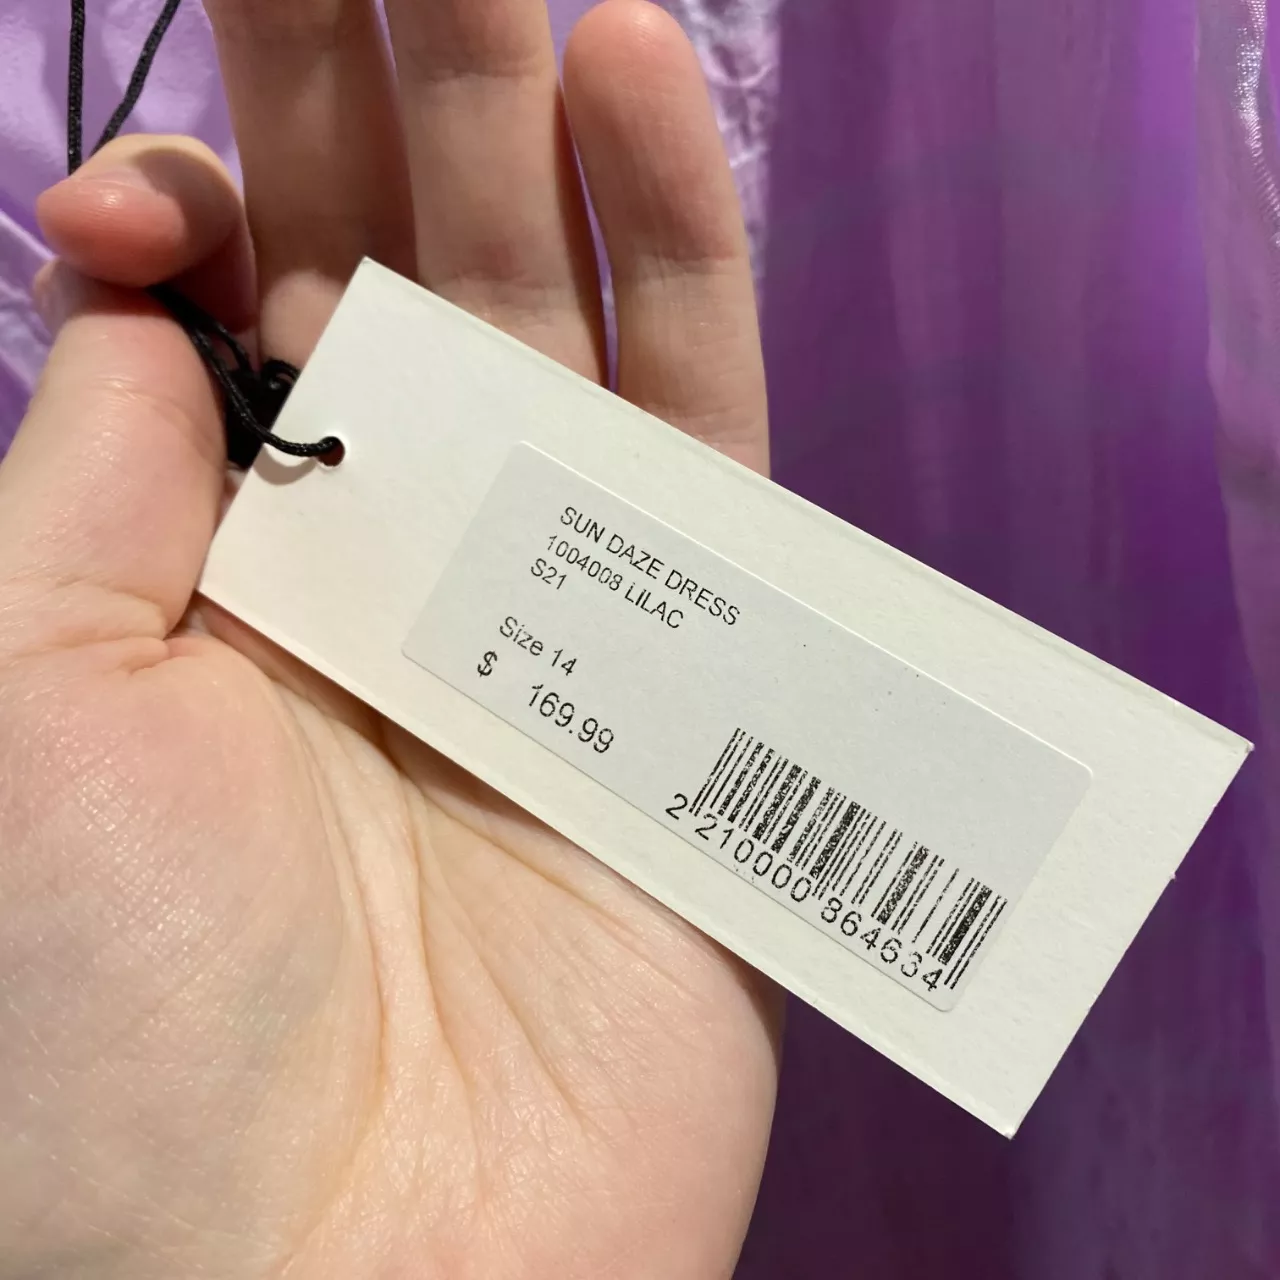 SUN DAZE DRESS
1004008 LILAC
S21
Size 14
$ 169.99
2 210000 864634